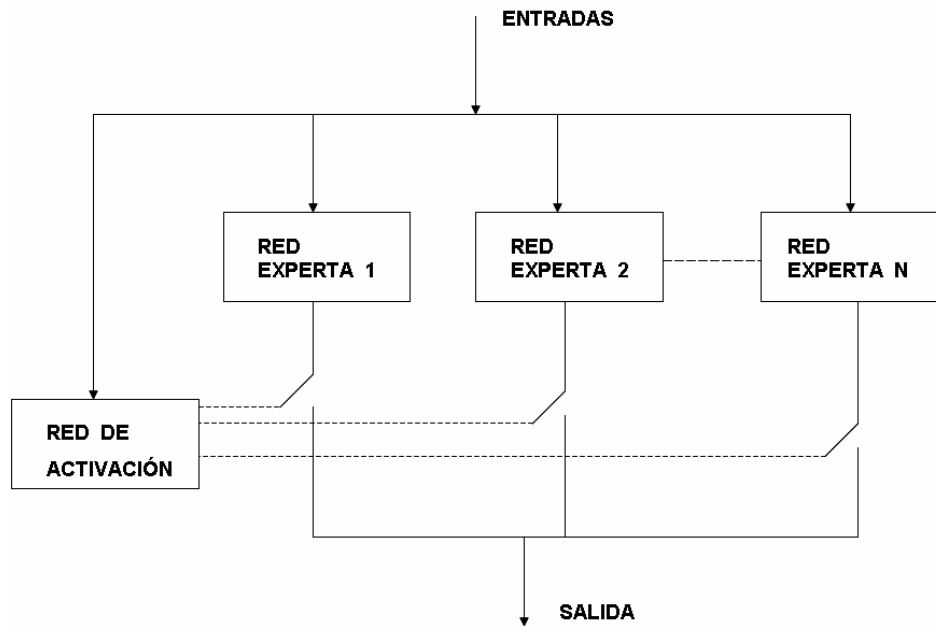 ENTRADAS
RED
EXPERTA 1
RED
EXPERTA 2
RED
EXPERTA N
RED DE
ACTIVACIÓN
SALIDA